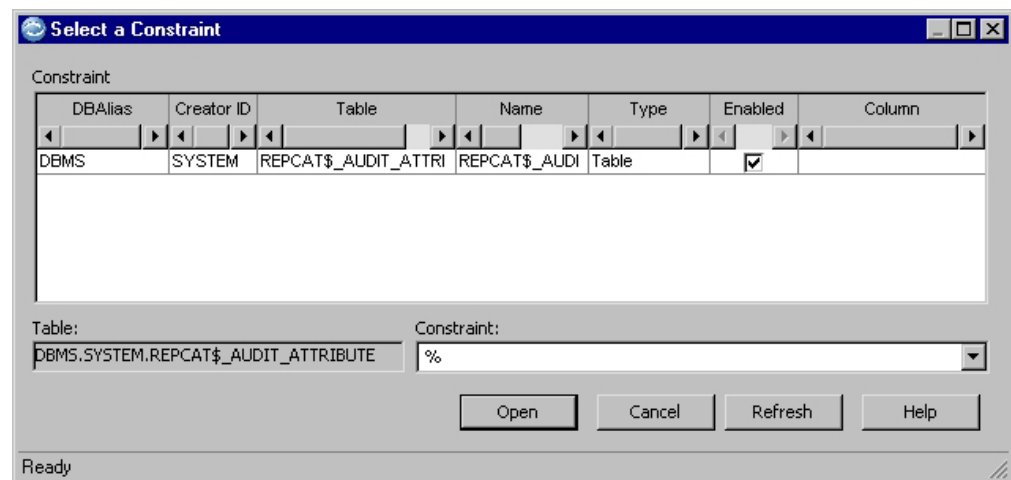 Select a Constraint
Constraint
DBAlias Creator ID Table Name Type Enabled Column
DBMS SYSTEM REPCAT$_AUDIT_ATTRI REPCAT$_AUDI Table
Table: Constraint:
DBMS.SYSTEM.REPCAT$_AUDIT_ATTRIBUTE %
Open Cancel Refresh Help
Ready